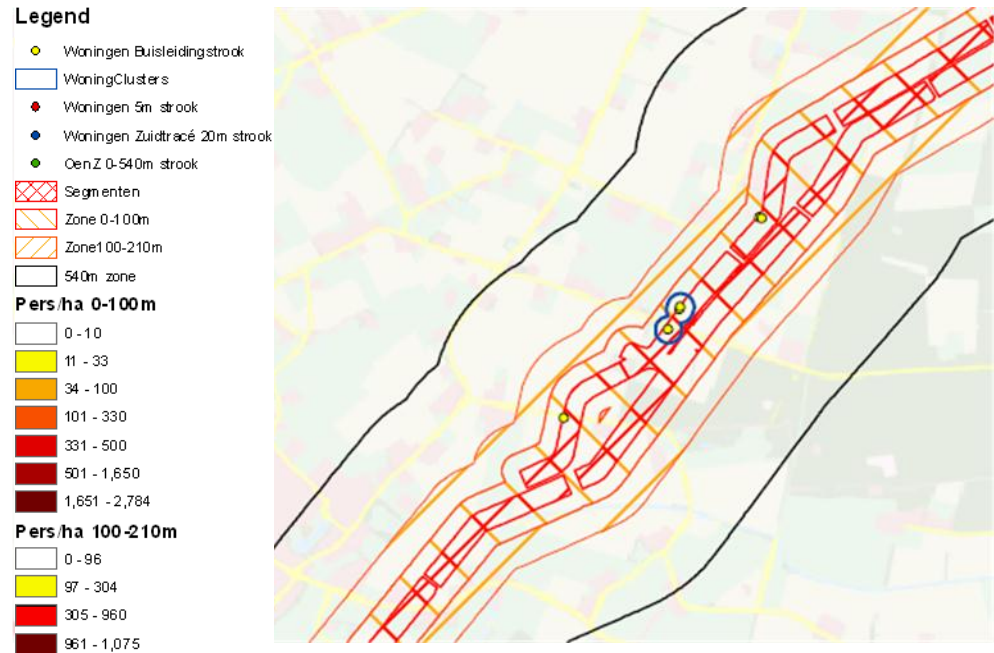 Legend
Woningen Buisleidingstrook
WoningClusters
Woningen 5m strook
Woningen Zuidtracé 20m strook
OenZ 0-540m strook
Segmenten
Zone 0-100m
Zone100-210m
540m zone
Pers/ha 0-100m
0 - 10
11 - 33
34 - 100
101 - 330
331 - 500
501 - 1,650
1,651 - 2,784
Pers/ha 100-210m
0 - 96
97 - 304
305 - 960
961 - 1,075